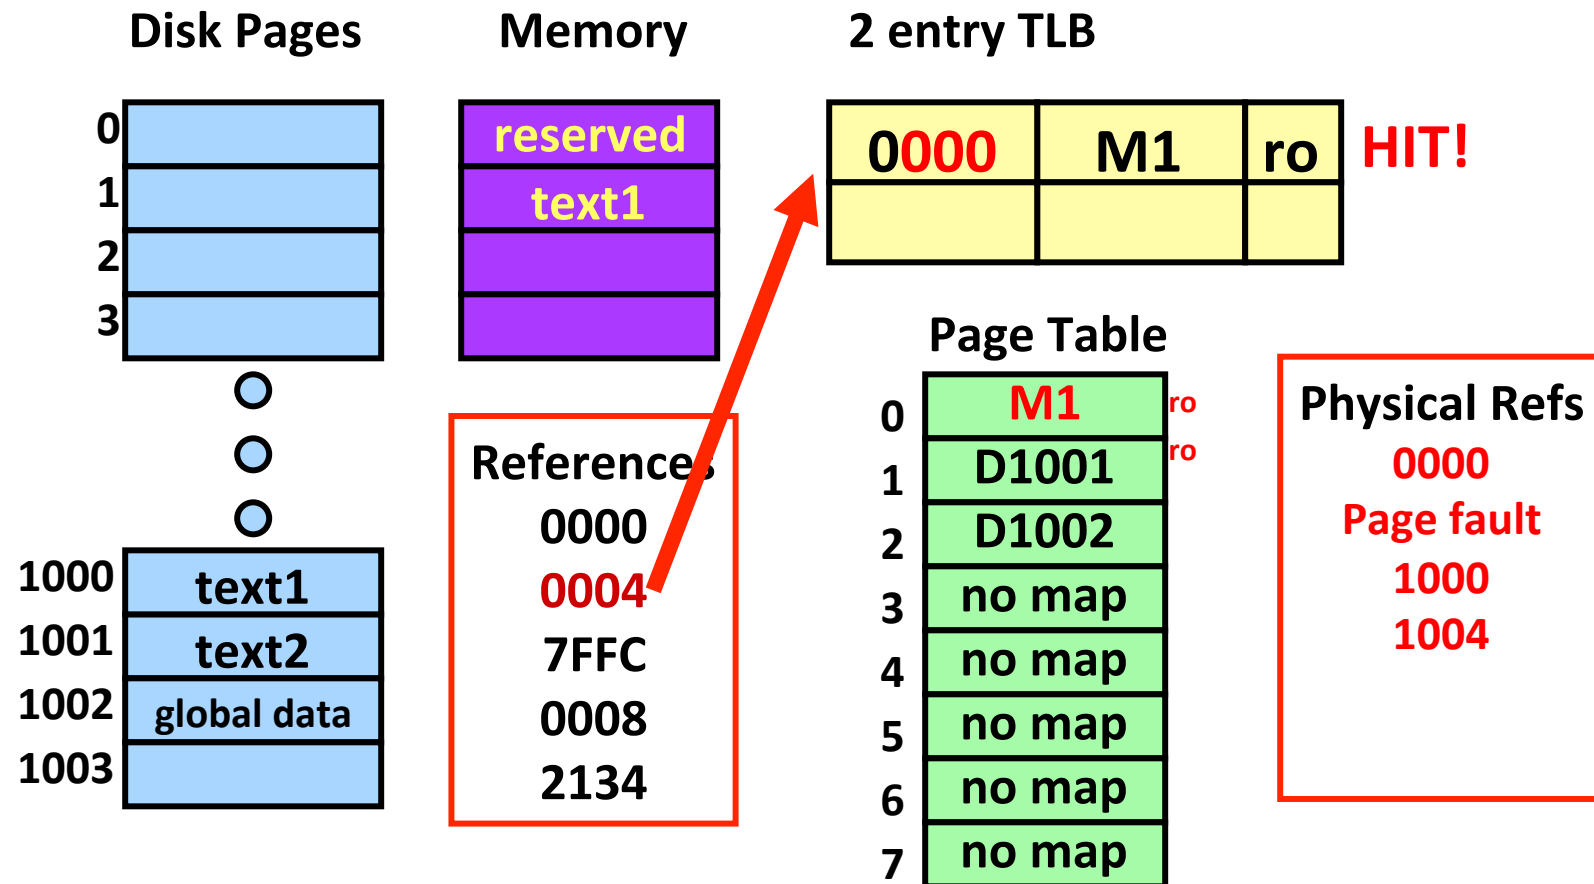 Disk Pages
Memory
2 entry TLB
0
1
2
3
1000 text1
1001 text2
1002 global data
1003
reserved
text1
0000 M1 ro HIT!
References
0000
0004
7FFC
0008
2134
Page Table
0 M1 ro
1 D1001 ro
2 D1002
3 no map
4 no map
5 no map
6 no map
7 no map
Physical Refs
0000
Page fault
1000
1004